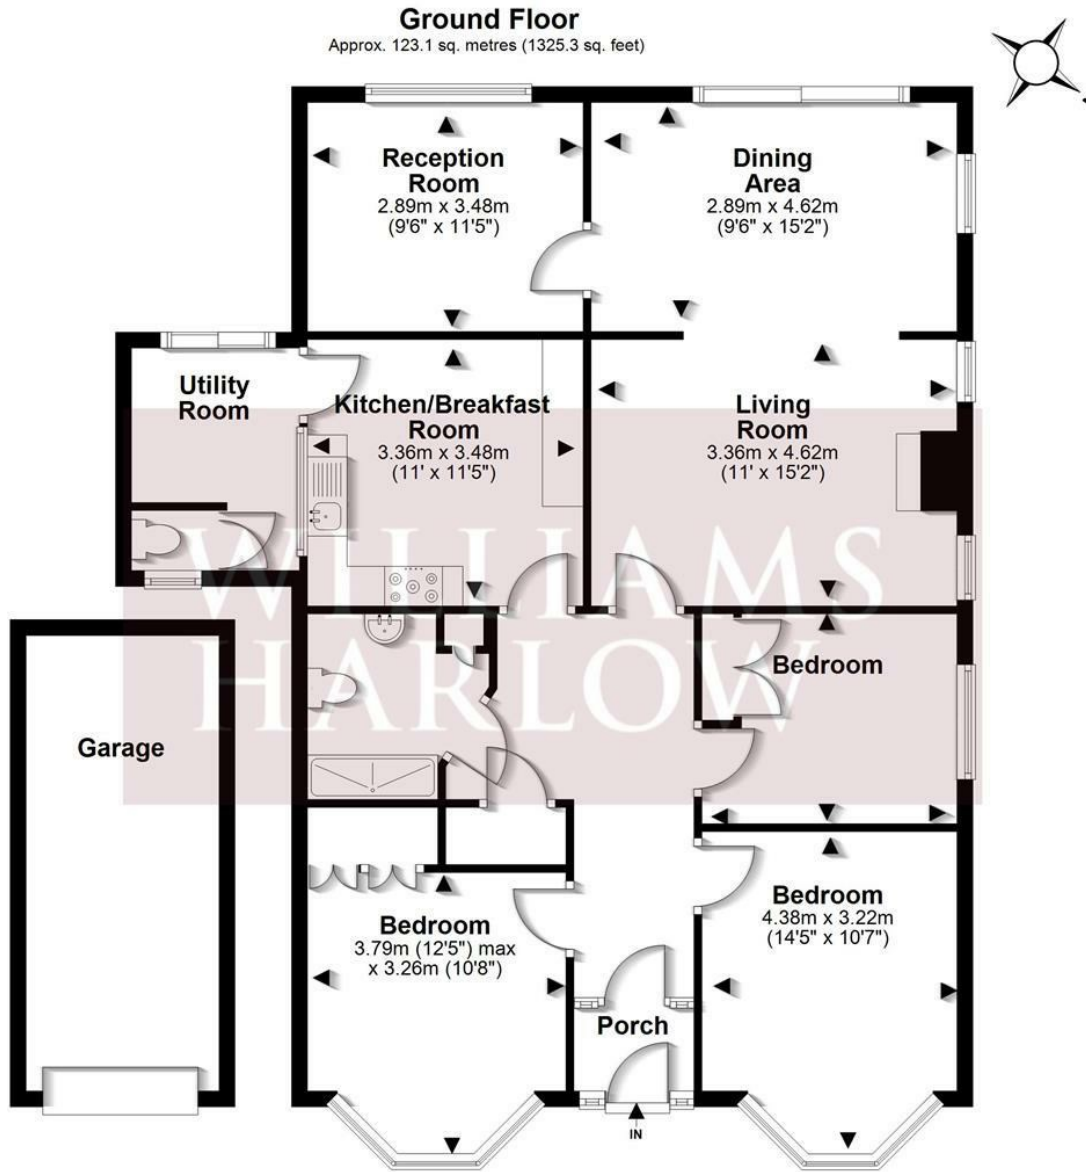 Ground Floor
Approx. 123.1 sq. metres (1325.3 sq. feet)
Reception
Room
2.89m x 3.48m
(9'6" x 11'5")
Dining
Area
2.89m x 4.62m
(9'6" x 15'2")
Utility
Room
Kitchen/Breakfast
Room
3.36m x 3.48m
(11' x 11'5")
Living
Room
3.36m x 4.62m
(11' x 15'2")
WILLIAMS
HARLOW
Bedroom
Garage
Bedroom
3.79m (12'5") max
x 3.26m (10'8")
Bedroom
4.38m x 3.22m
(14'5" x 10'7")
Porch
IN